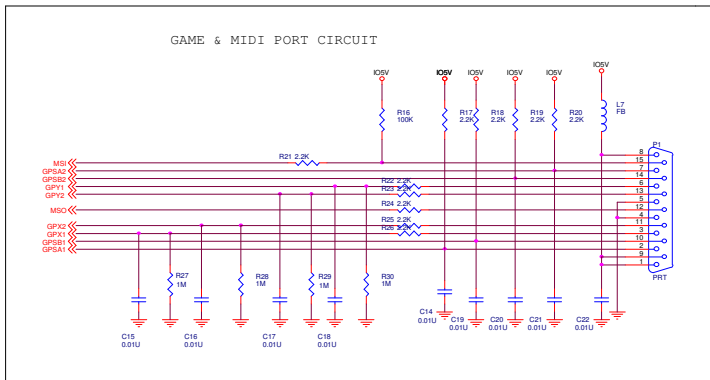 GAME & MIDI PORT CIRCUIT
IO5V
IO5V
IO5V
IO5V
IO5V
IO5V
R16
100K
R17
2.2K
R18
2.2K
R19
2.2K
R20
2.2K
L7
FB
P1
R21 2.2K
MSI
GPSA2
GPSB2
GPY1
GPY2
MSO
GPX2
GPX1
GPSB1
GPSA1
R22 2.2K
R23 2.2K
R24 2.2K
R25 2.2K
R26 2.2K
8
15
7
14
6
13
5
12
4
11
3
10
2
9
1
PRT
R27
1M
R28
1M
R29
1M
R30
1M
C15
0.01U
C16
0.01U
C17
0.01U
C18
0.01U
C14
0.01U
C19
0.01U
C20
0.01U
C21
0.01U
C22
0.01U